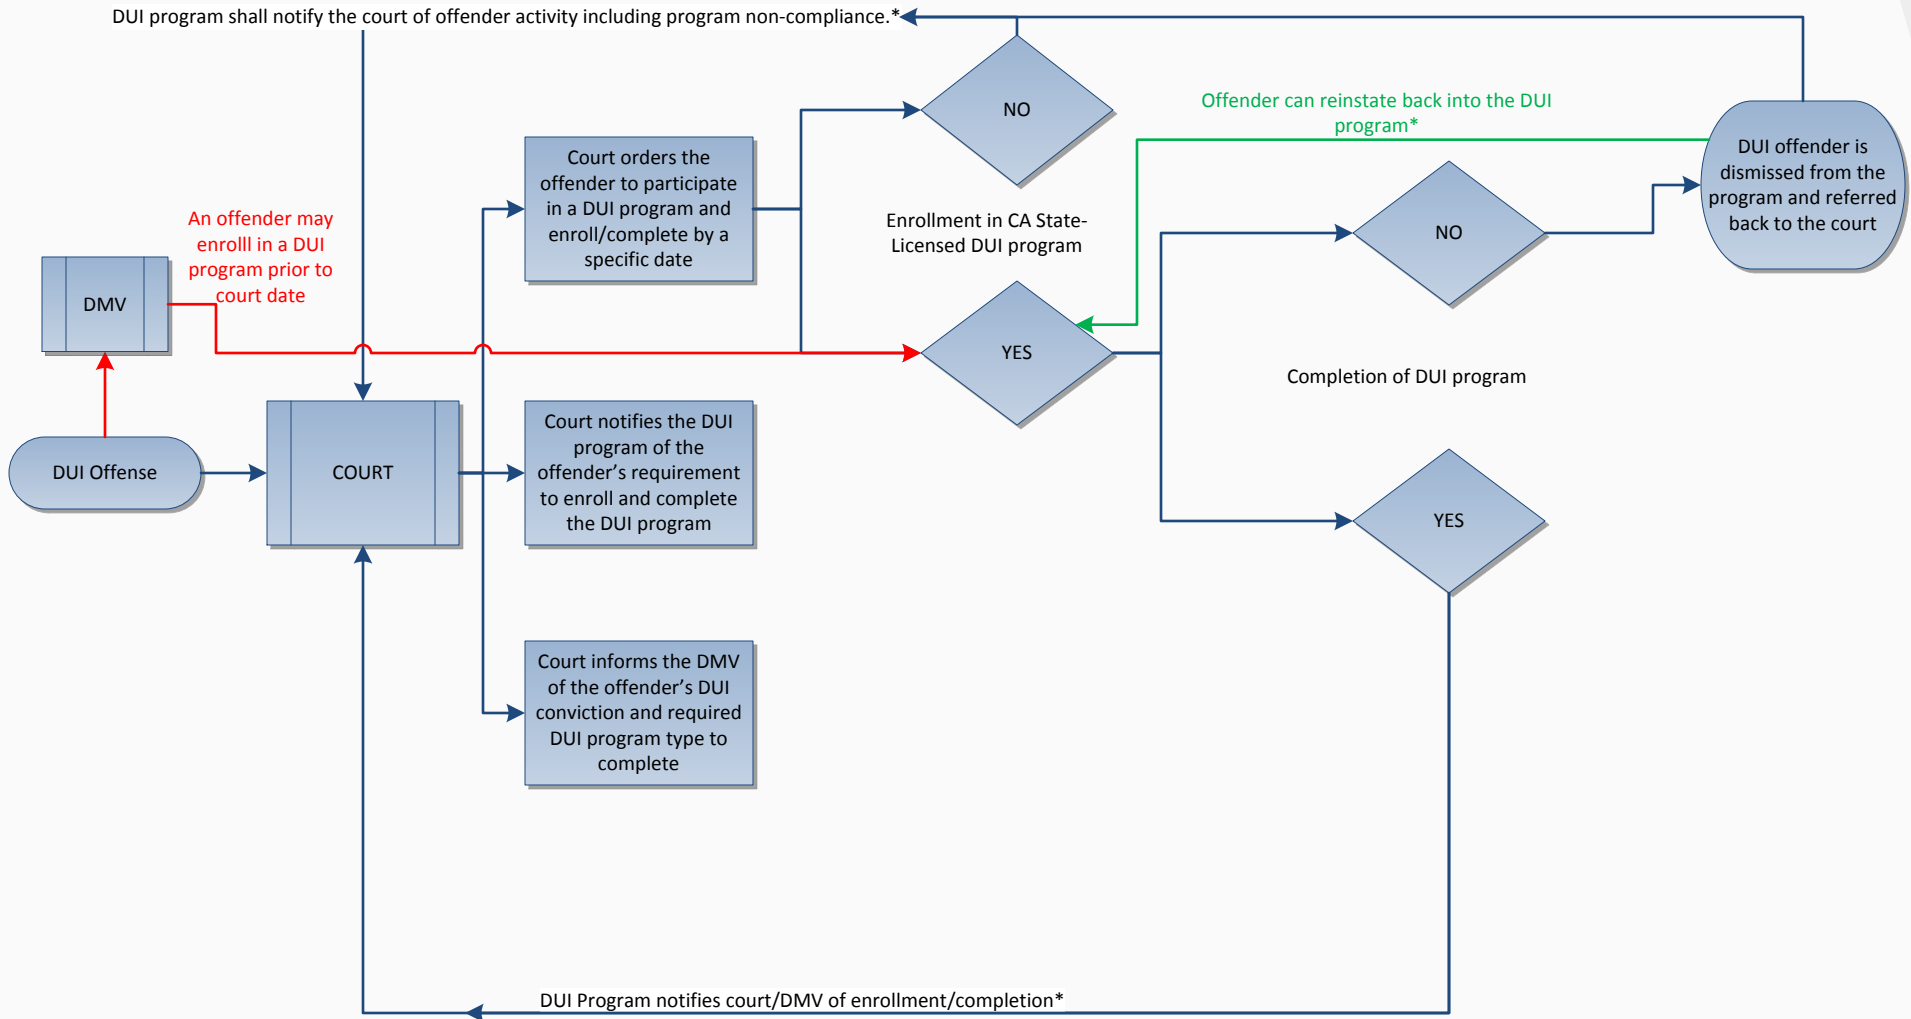 DUI program shall notify the court of offender activity including program non-compliance.*
NO
Offender can reinstate back into the DUI
program*
Court orders the
offender to participate
in a DUI program and
enroll/complete by a
specific date
DUI offender is
dismissed from the
program and referred
back to the court
An offender may
enrolll in a DUI
program prior to
court date
Enrollment in CA State-
Licensed DUI program
NO
DMV
YES
Completion of DUI program
DUI Offense
COURT
Court notifies the DUI
program of the
offender’s requirement
to enroll and complete
the DUI program
YES
Court informs the DMV
of the offender’s DUI
conviction and required
DUI program type to
complete
DUI Program notifies court/DMV of enrollment/completion*